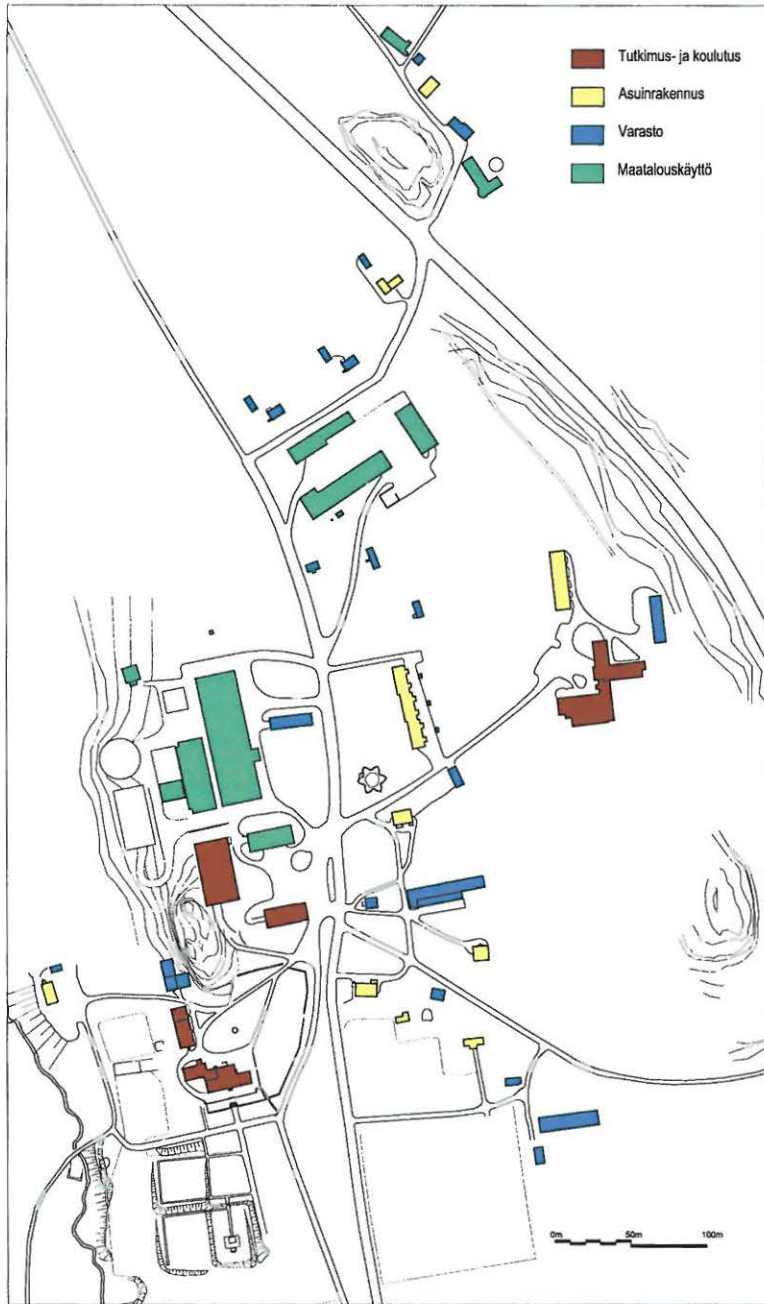 Tutkimus- ja koulutus
Asuinrakennus
Varasto
Maatalouskäyttö
0m 50m 100m